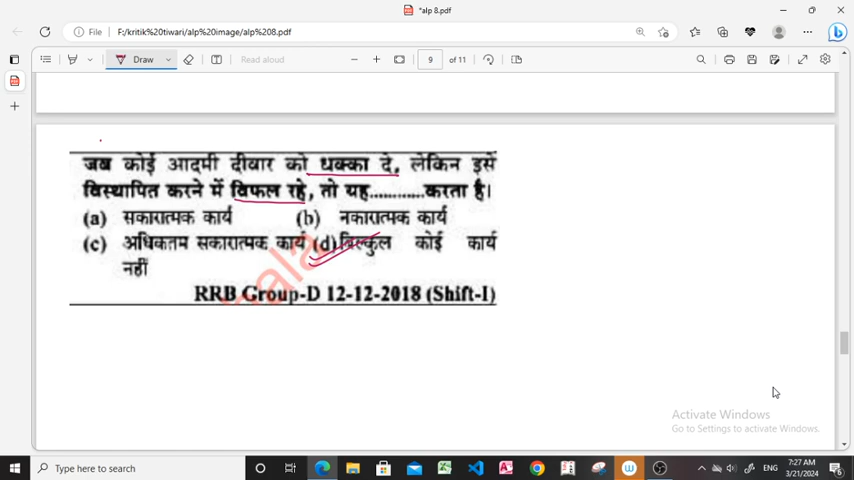 *alp 8.pdf
File
F:/kritik%20tiwari/alp%20image/alp%208.pdf
Draw
Read aloud
9 of 11
जब कोई आदमी दीवार को धक्का दे, लेकिन इसे
विस्थापित करने में विफल रहे, तो यह...........करता है।
(a) सकारात्मक कार्य (b) नकारात्मक कार्य
(c) अधिकतम सकारात्मक कार्य (d) बिल्कुल कोई कार्य
नहीं
RRB Group-D 12-12-2018 (Shift-I)
Activate Windows
Go to Settings to activate Windows.
Type here to search
ENG
7:27 AM
3/21/2024